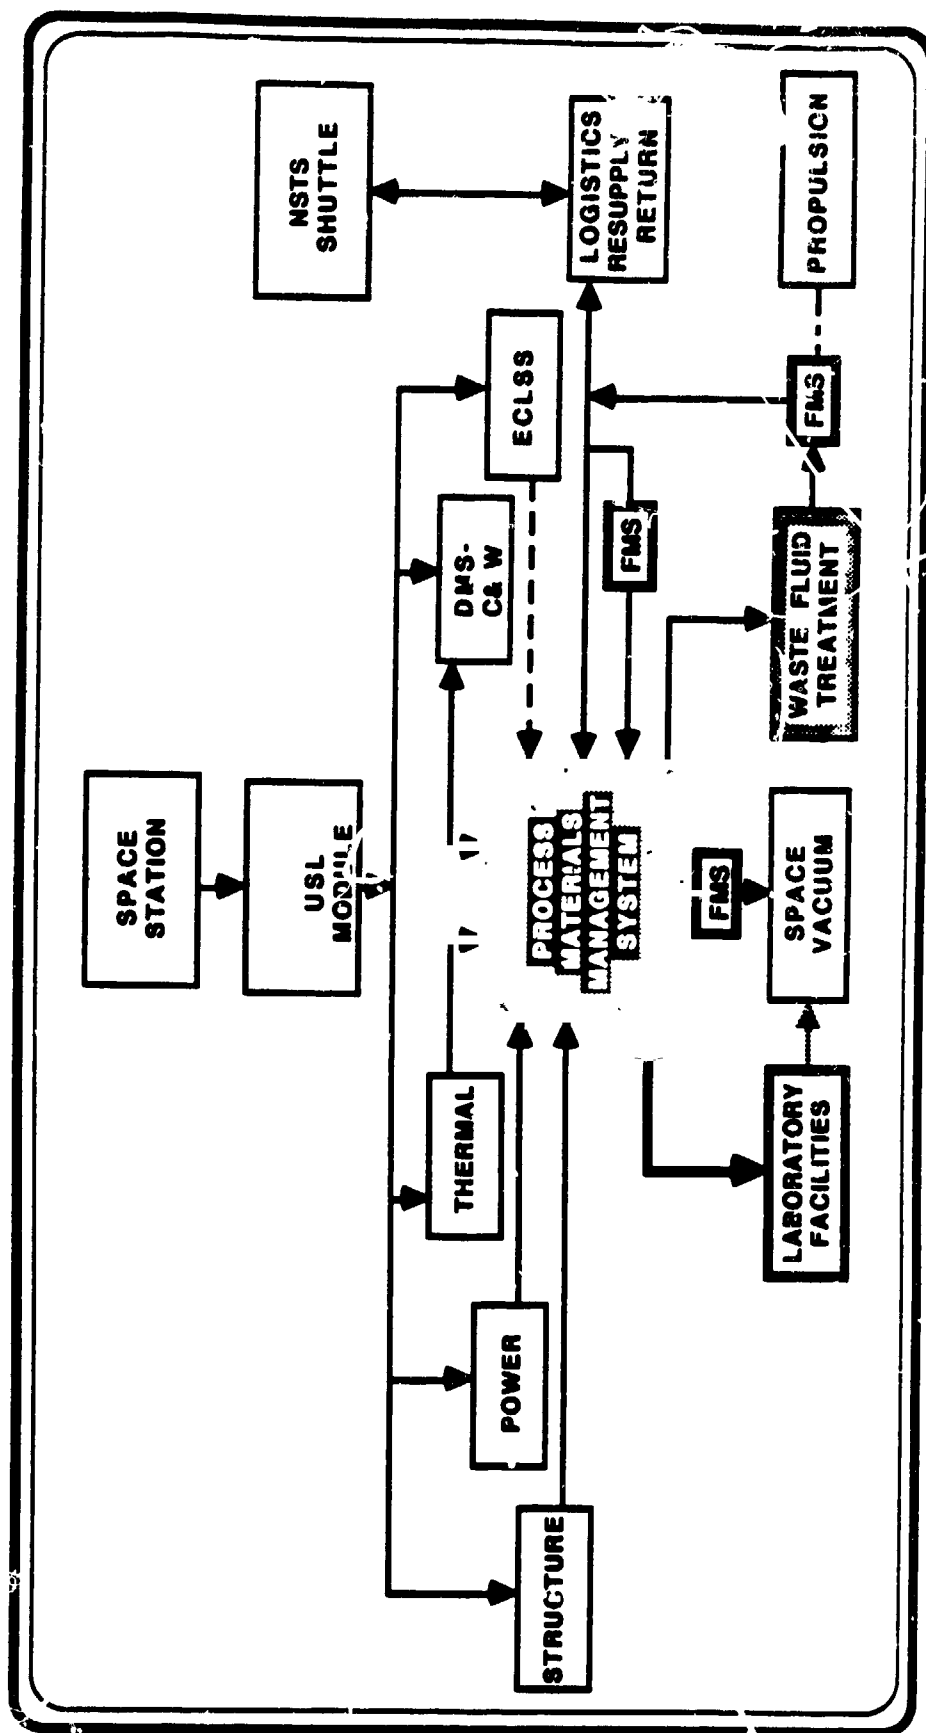 SPACE
STATION
USL
MODULE
NSTS
SHUTTLE
STRUCTURE
POWER
THERMAL
DMS-
C& W
ECLSS
LOGISTICS
RESUPPLY
RETURN
PROCESS
MATERIALS
MANAGEMENT
SYSTEM
FMS
FMS
FMS
LABORATORY
FACILITIES
SPACE
VACUUM
WASTE FLUID
TREATMENT
PROPULSION